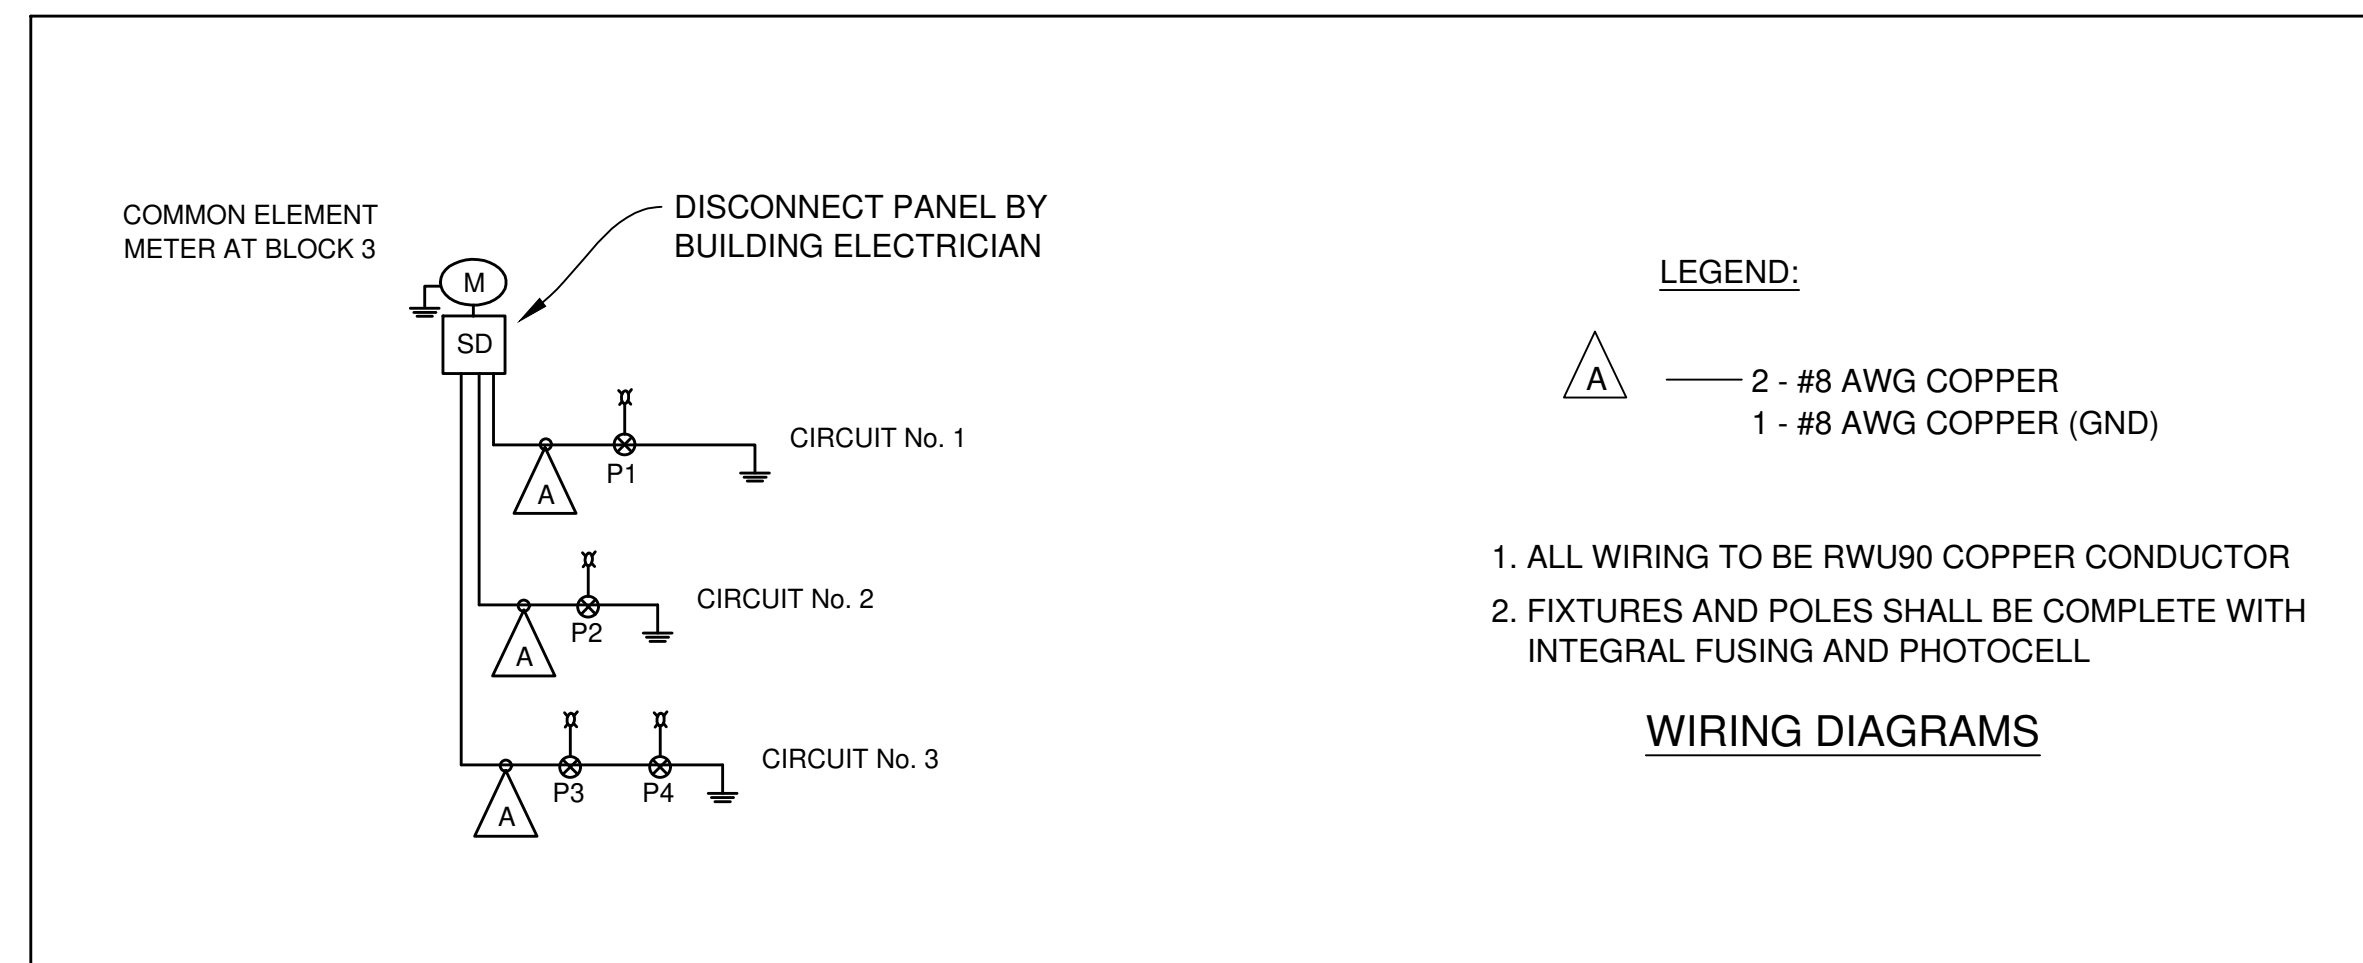 COMMON ELEMENT
METER AT BLOCK 3
DISCONNECT PANEL BY
BUILDING ELECTRICIAN
M
SD
CIRCUIT No. 1
P1
A
CIRCUIT No. 2
P2
A
CIRCUIT No. 3
P3
P4
A
LEGEND:
A
2 - #8 AWG COPPER
1 - #8 AWG COPPER (GND)
1. ALL WIRING TO BE RWU90 COPPER CONDUCTOR
2. FIXTURES AND POLES SHALL BE COMPLETE WITH
INTEGRAL FUSING AND PHOTOCELL
WIRING DIAGRAMS